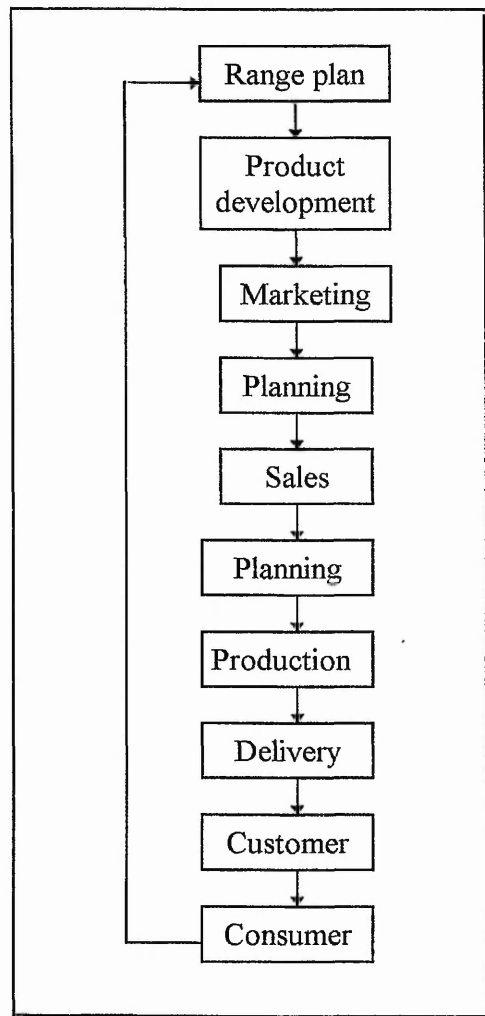 Range plan
Product
development
Marketing
Planning
Sales
Planning
Production
Delivery
Customer
Consumer